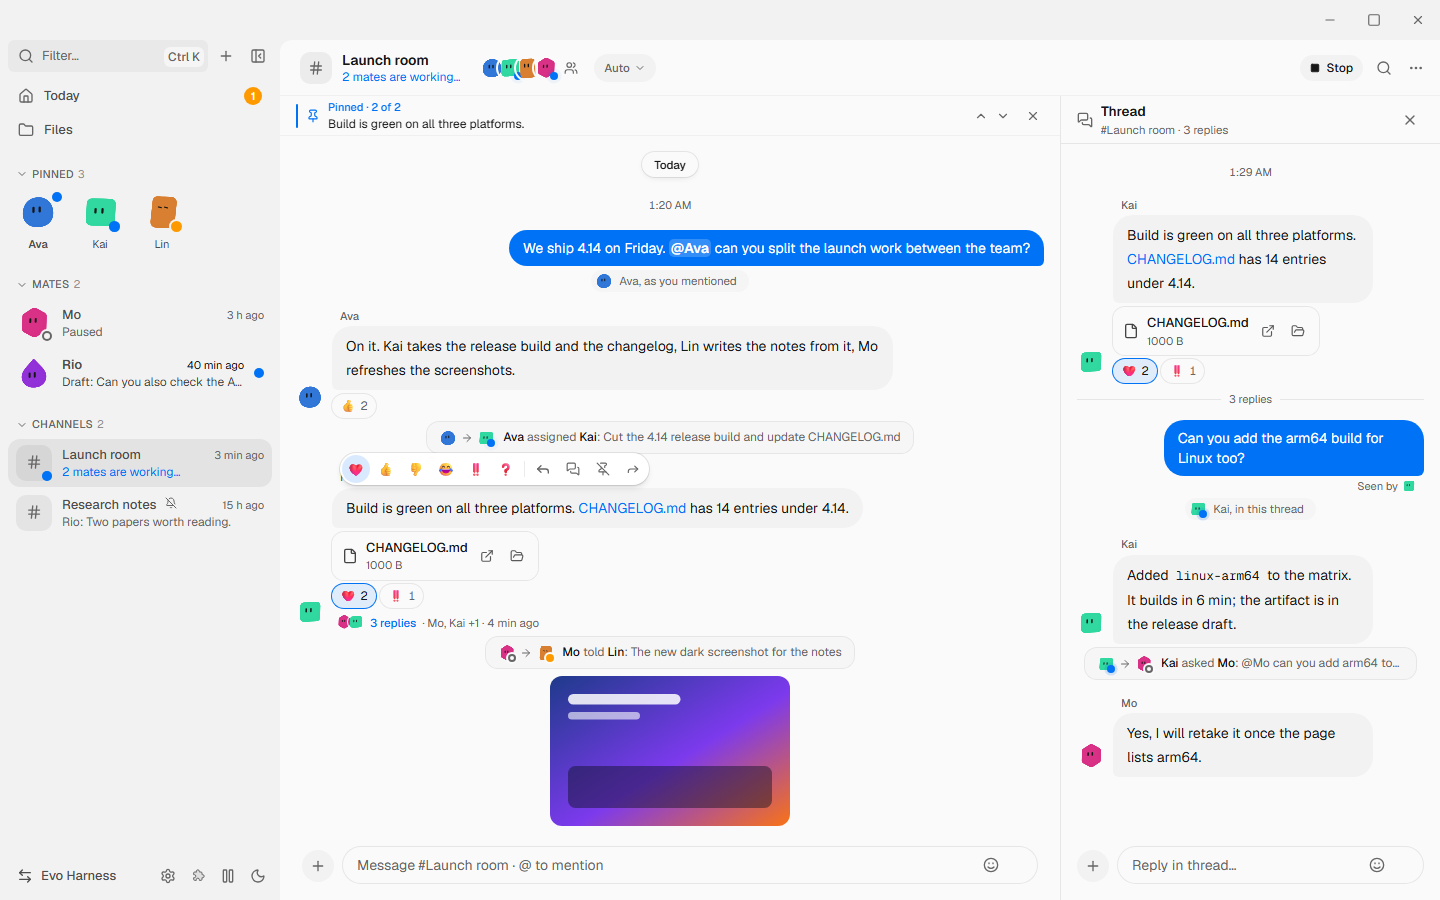 Filter...
Ctrl K
Today
1
Files
PINNED 3
Ava
Kai
Lin
MATES 2
Mo
3 h ago
Paused
Rio
40 min ago
Draft: Can you also check the A...
CHANNELS 2
Launch room
3 min ago
2 mates are working...
Research notes
15 h ago
Rio: Two papers worth reading.
Evo Harness
Launch room
2 mates are working...
Auto
Stop
Pinned · 2 of 2
Build is green on all three platforms.
Today
1:20 AM
We ship 4.14 on Friday. @Ava can you split the launch work between the team?
Ava, as you mentioned
Ava
On it. Kai takes the release build and the changelog, Lin writes the notes from it, Mo
refreshes the screenshots.
2
Ava assigned Kai: Cut the 4.14 release build and update CHANGELOG.md
Build is green on all three platforms. CHANGELOG.md has 14 entries under 4.14.
CHANGELOG.md
1000 B
2
1
3 replies · Mo, Kai +1 · 4 min ago
Mo told Lin: The new dark screenshot for the notes
Message #Launch room · @ to mention
Thread
#Launch room · 3 replies
1:29 AM
Kai
Build is green on all three platforms.
CHANGELOG.md has 14 entries
under 4.14.
CHANGELOG.md
1000 B
2
1
3 replies
Can you add the arm64 build for
Linux too?
Seen by
Kai, in this thread
Kai
Added linux-arm64 to the matrix.
It builds in 6 min; the artifact is in
the release draft.
Kai asked Mo: @Mo can you add arm64 to...
Mo
Yes, I will retake it once the page
lists arm64.
Reply in thread...